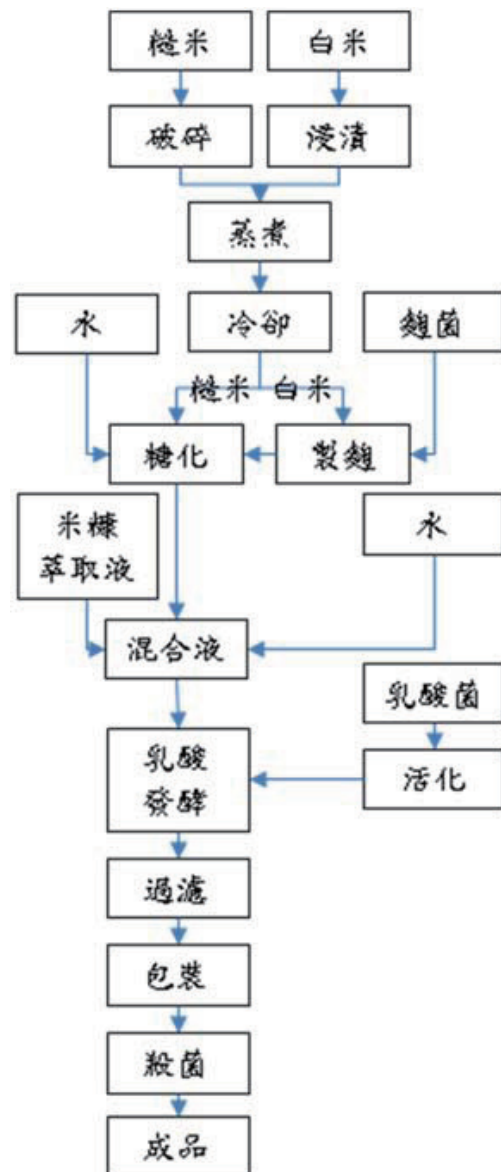 糙米
白米
破碎
浸漬
蒸煮
水
冷卻
麴菌
糙米 白米
糖化
製麴
米糠
萃取液
水
混合液
乳酸菌
乳酸
發酵
活化
過濾
包裝
殺菌
成品